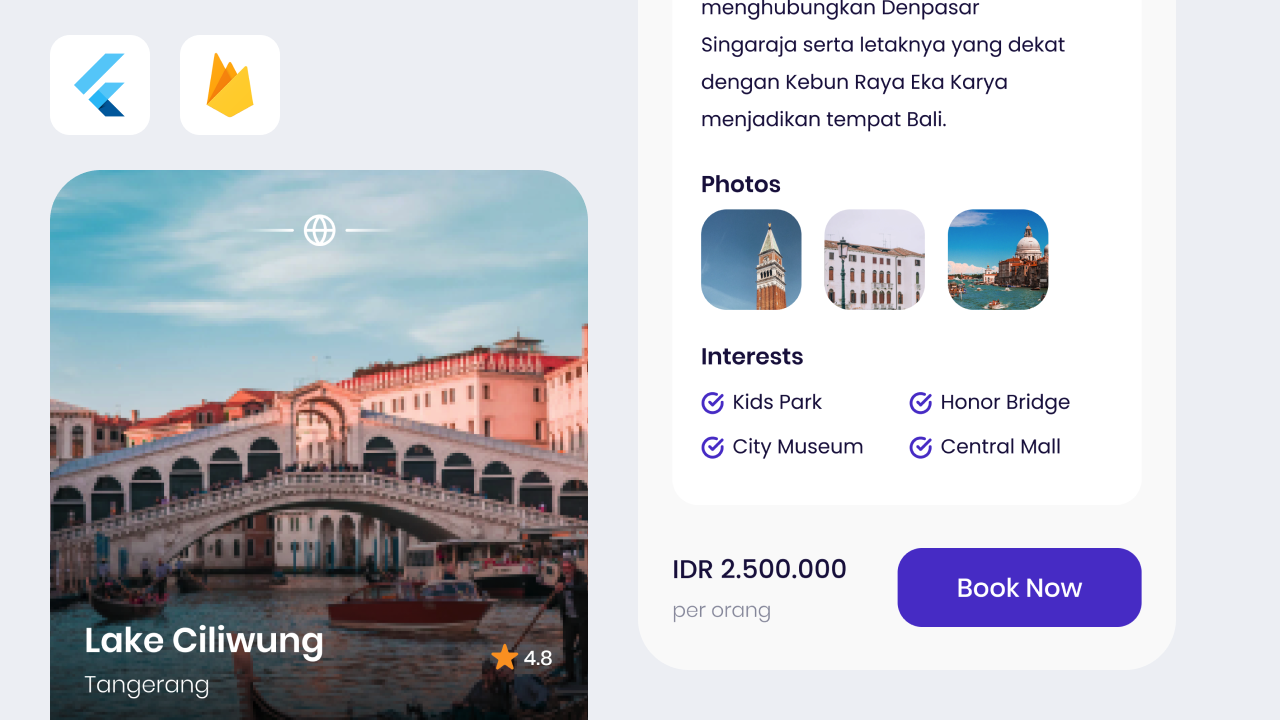 Lake Ciliwung
Tangerang
4.8
menghubungkan Denpasar
Singaraja serta letaknya yang dekat
dengan Kebun Raya Eka Karya
menjadikan tempat Bali.
Photos
Interests
Kids Park
Honor Bridge
City Museum
Central Mall
IDR 2.500.000
per orang
Book Now